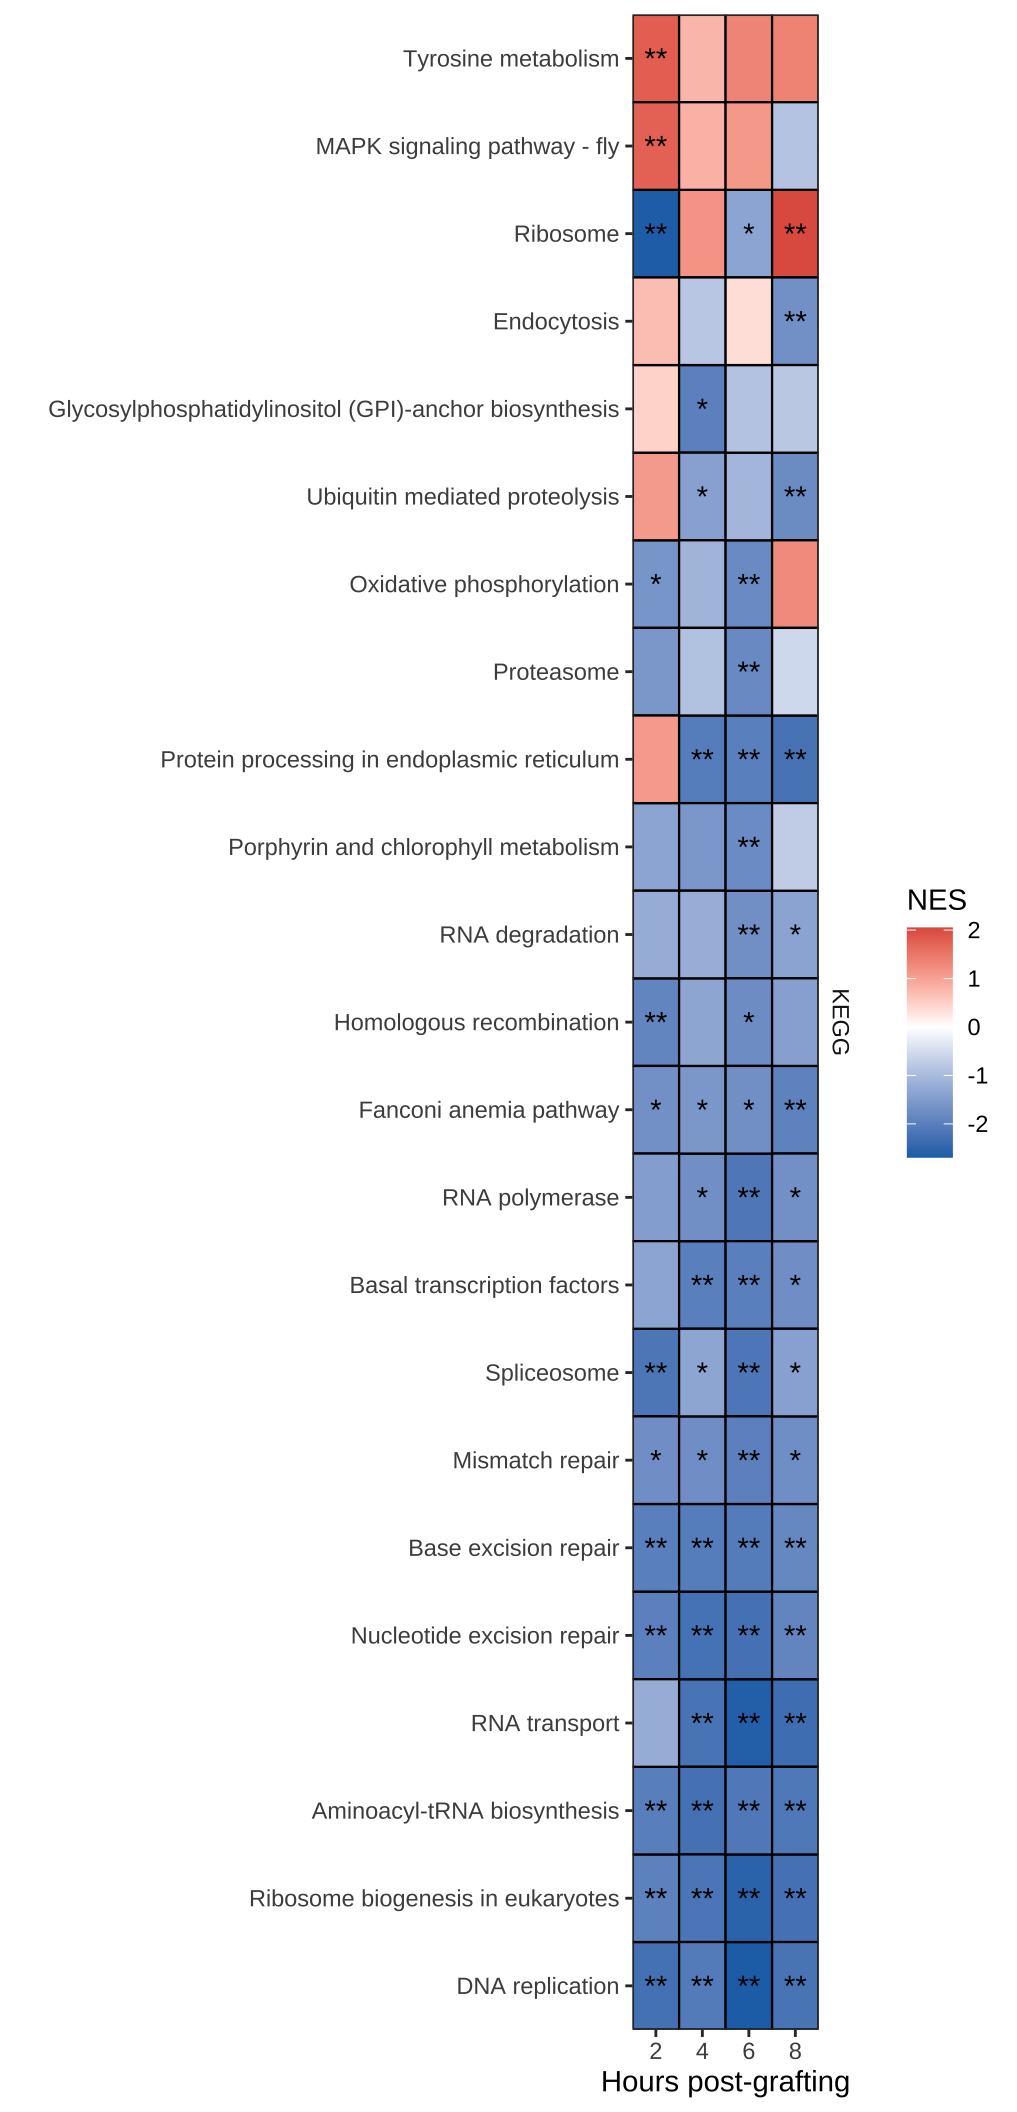 Tyrosine metabolism **
MAPK signaling pathway - fly **
Ribosome ** * **
Endocytosis **
Glycosylphosphatidylinositol (GPI)-anchor biosynthesis *
Ubiquitin mediated proteolysis * **
Oxidative phosphorylation * **
Proteasome **
Protein processing in endoplasmic reticulum ** ** **
Porphyrin and chlorophyll metabolism **
RNA degradation ** *
Homologous recombination ** *
Fanconi anemia pathway * * * **
RNA polymerase * ** *
Basal transcription factors ** ** *
Spliceosome ** * ** *
Mismatch repair * * ** *
Base excision repair ** ** ** **
Nucleotide excision repair ** ** ** **
RNA transport ** ** **
Aminoacyl-tRNA biosynthesis ** ** ** **
Ribosome biogenesis in eukaryotes ** ** ** **
DNA replication ** ** ** **
2 4 6 8
Hours post-grafting
KEGG
NES
2
1
0
-1
-2